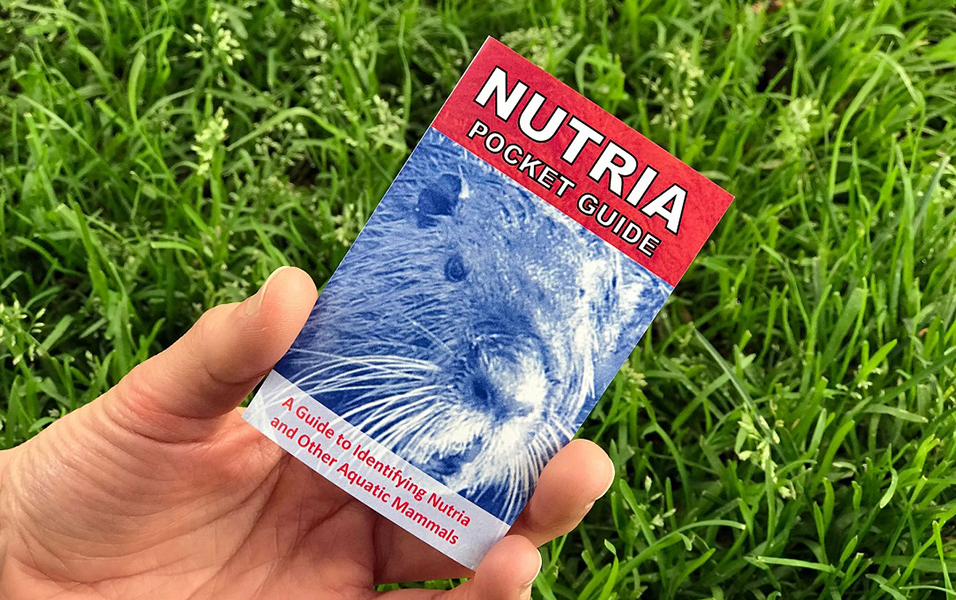 NUTRIA
POCKET GUIDE
A Guide to Identifying Nutria
and Other Aquatic Mammals